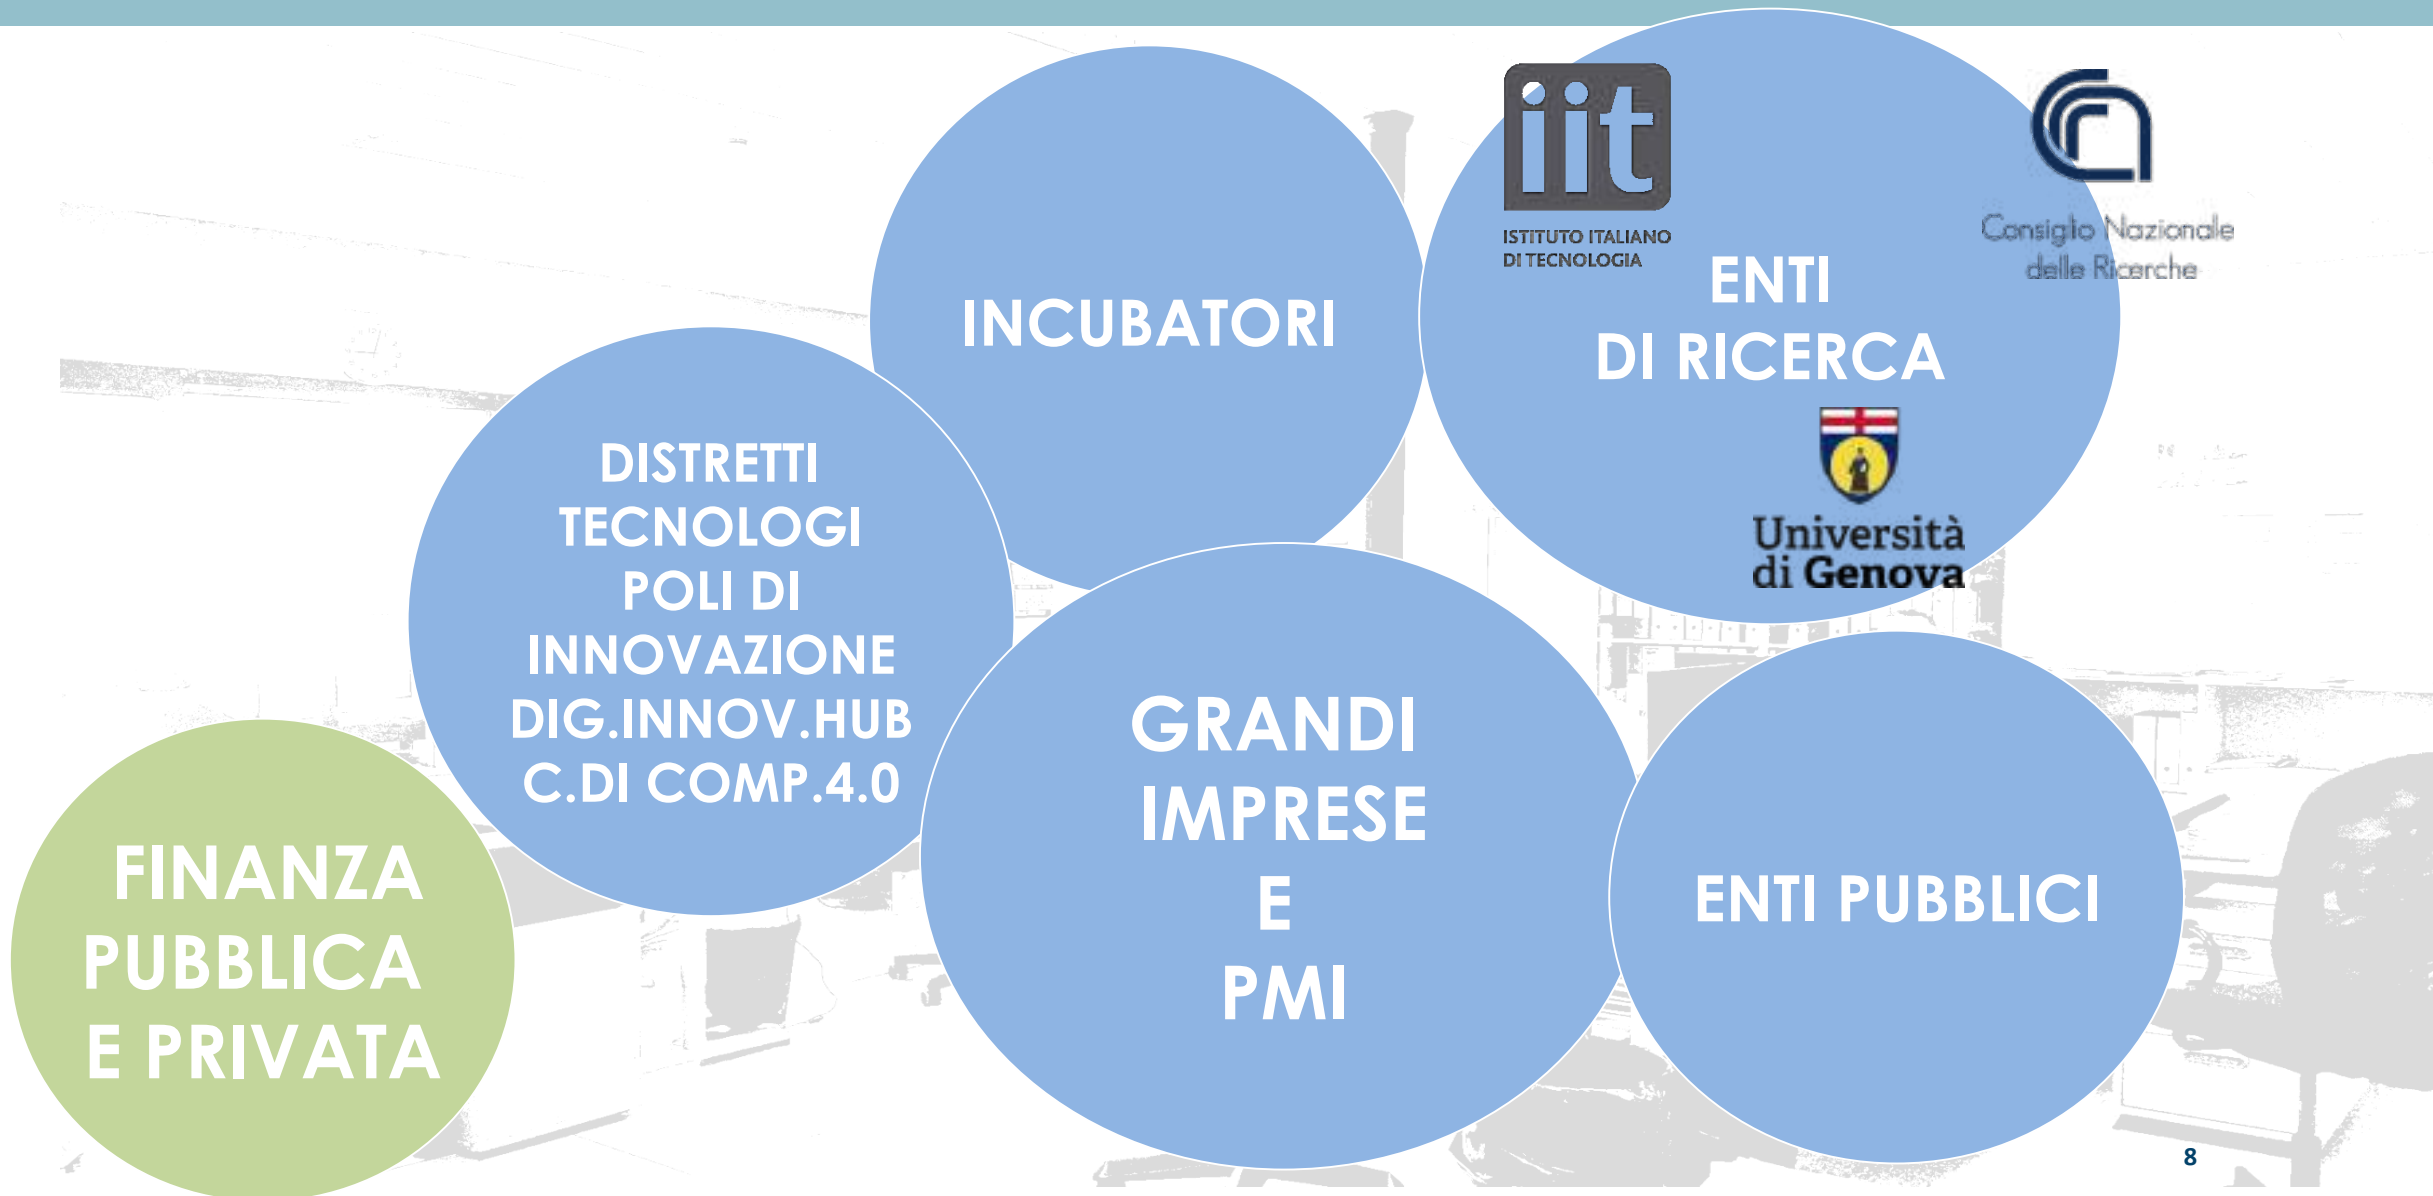 iit
ISTITUTO ITALIANO
DI TECNOLOGIA
Consiglio Nazionale
delle Ricerche
ENTI
DI RICERCA
Università
di Genova
INCUBATORI
DISTRETTI
TECNOLOGI
POLI DI
INNOVAZIONE
DIG.INNOV.HUB
C.DI COMP.4.0
GRANDI
IMPRESE
E
PMI
ENTI PUBBLICI
FINANZA
PUBBLICA
E PRIVATA
8